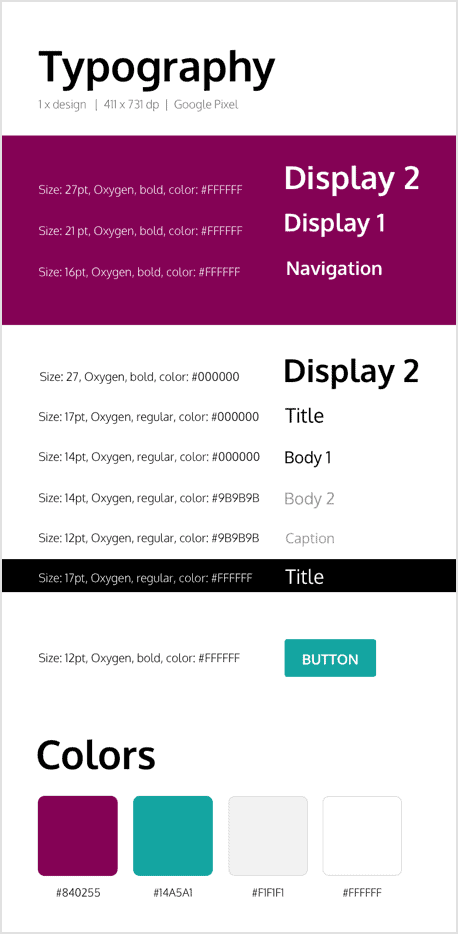 Typography
1 x design | 411 x 731 dp | Google Pixel
Size: 27pt, Oxygen, bold, color: #FFFFFF Display 2
Size: 21 pt, Oxygen, bold, color: #FFFFFF Display 1
Size: 16pt, Oxygen, bold, color: #FFFFFF Navigation
Size: 27, Oxygen, bold, color: #000000 Display 2
Size: 17pt, Oxygen, regular, color: #000000 Title
Size: 14pt, Oxygen, regular, color: #000000 Body 1
Size: 14pt, Oxygen, regular, color: #9B9B9B Body 2
Size: 12pt, Oxygen, regular, color: #9B9B9B Caption
Size: 17pt, Oxygen, regular, color: #FFFFFF Title
Size: 12pt, Oxygen, bold, color: #FFFFFF BUTTON
Colors
#840255 #14A5A1 #F1F1F1 #FFFFFF